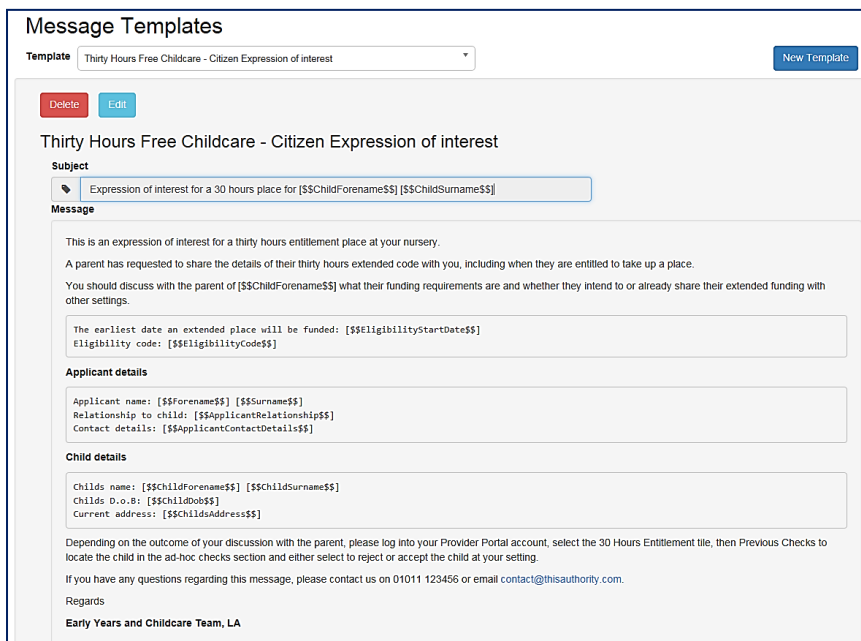 Message Templates
Template Thirty Hours Free Childcare - Citizen Expression of interest New Template
Delete Edit
Thirty Hours Free Childcare - Citizen Expression of interest
Subject
Expression of interest for a 30 hours place for [$$ChildForename$$] [$$ChildSurname$$]
Message
This is an expression of interest for a thirty hours entitlement place at your nursery.
A parent has requested to share the details of their thirty hours extended code with you, including when they are entitled to take up a place.
You should discuss with the parent of [$$ChildForename$$] what their funding requirements are and whether they intend to or already share their extended funding with
other settings.
The earliest date an extended place will be funded: [$$EligibilityStartDate$$]
Eligibility code: [$$EligibilityCode$$]
Applicant details
Applicant name: [$$Forename$$] [$$Surname$$]
Relationship to child: [$$ApplicantRelationship$$]
Contact details: [$$ApplicantContactDetails$$]
Child details
Childs name: [$$ChildForename$$] [$$ChildSurname$$]
Childs D.o.B: [$$ChildDob$$]
Current address: [$$ChildsAddress$$]
Depending on the outcome of your discussion with the parent, please log into your Provider Portal account, select the 30 Hours Entitlement tile, then Previous Checks to
locate the child in the ad-hoc checks section and either select to reject or accept the child at your setting.
If you have any questions regarding this message, please contact us on 01011 123456 or email contact@thisauthority.com.
Regards
Early Years and Childcare Team, LA